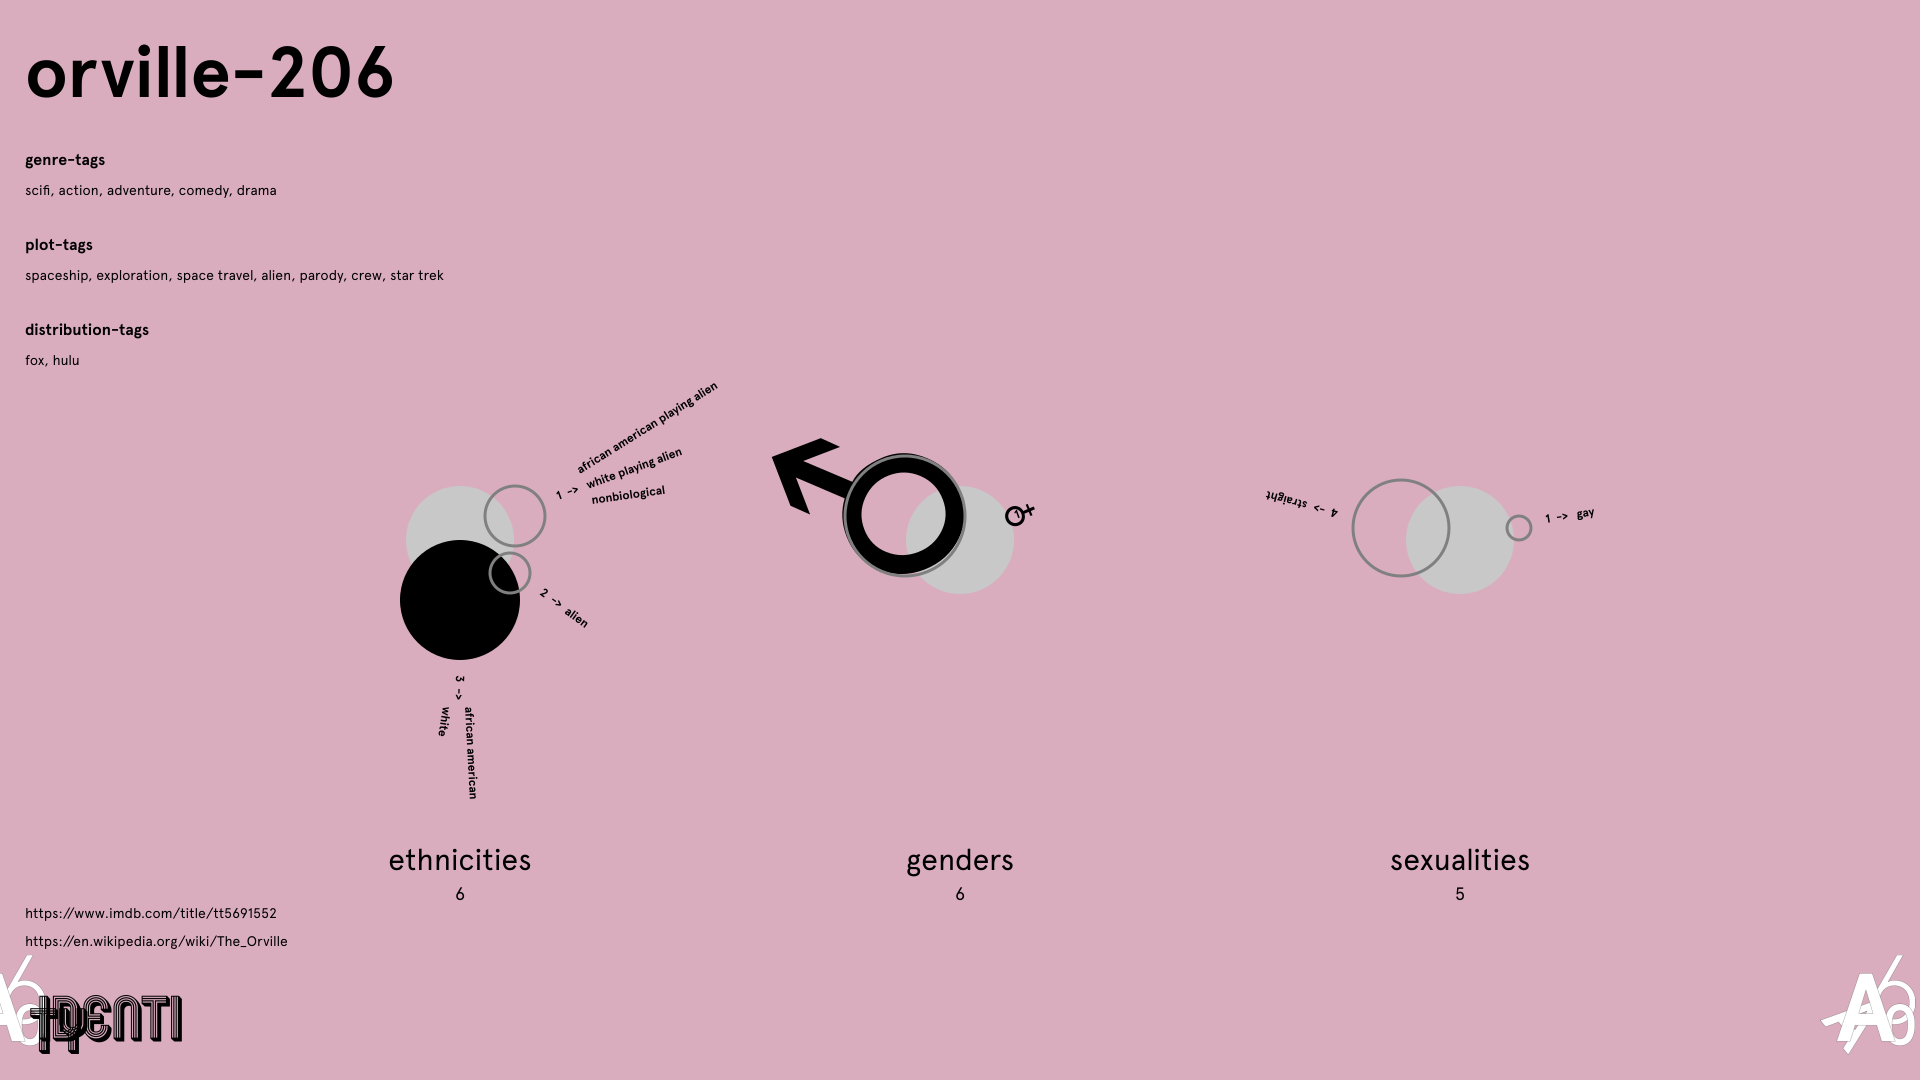 orville-206
genre-tags
scifi, action, adventure, comedy, drama
plot-tags
spaceship, exploration, space travel, alien, parody, crew, star trek
distribution-tags
fox, hulu
african american playing alien
1 -> white playing alien
nonbiological
2 -> alien
3 ->
african american
white
1
4 -> straight
1 -> gay
ethnicities
6
genders
6
sexualities
5
https://www.imdb.com/title/tt5691552
https://en.wikipedia.org/wiki/The_Orville
IDENTI